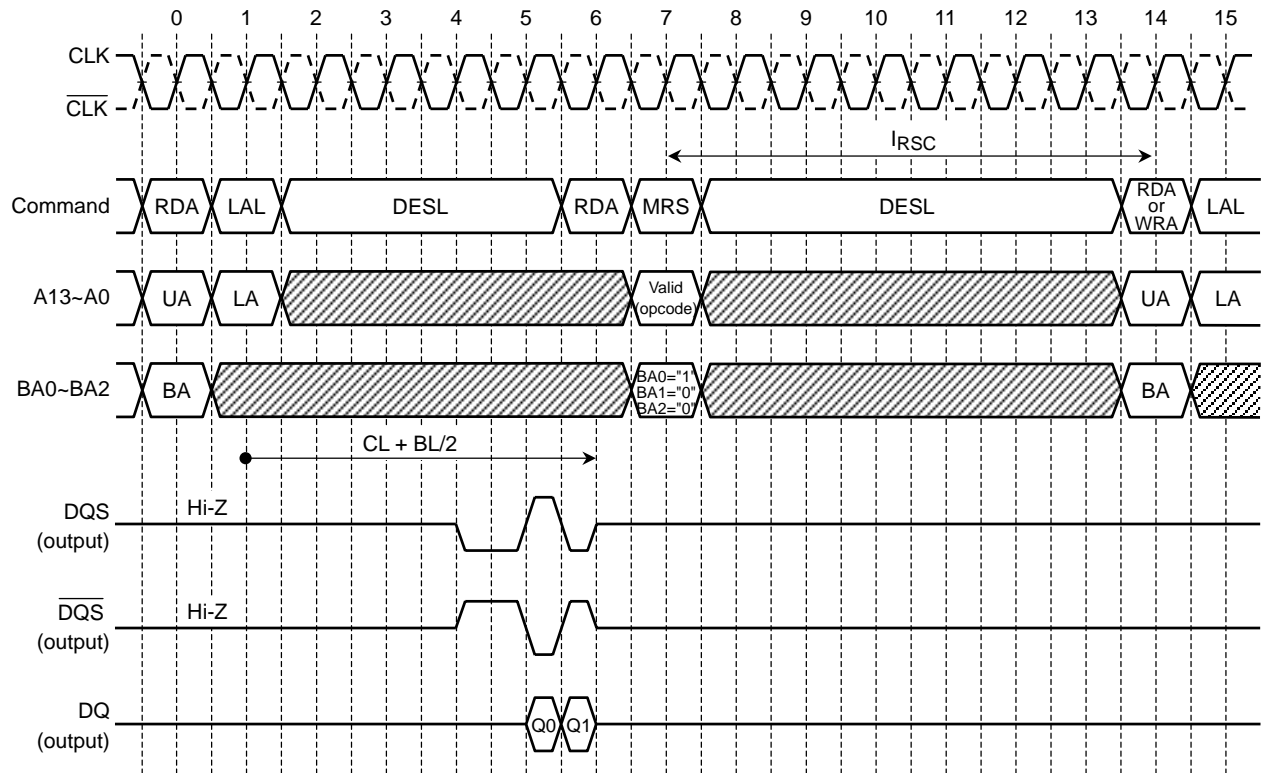 0 1 2 3 4 5 6 7 8 9 10 11 12 13 14 15
CLK
CLK
IRSC
Command RDA LAL DESL RDA MRS DESL RDA or WRA LAL
A13~A0 UA LA Valid (opcode) UA LA
BA0~BA2 BA BA0="1" BA1="0" BA2="0" BA
CL + BL/2
DQS (output) Hi-Z
DQS (output) Hi-Z
DQ (output) Q0 Q1